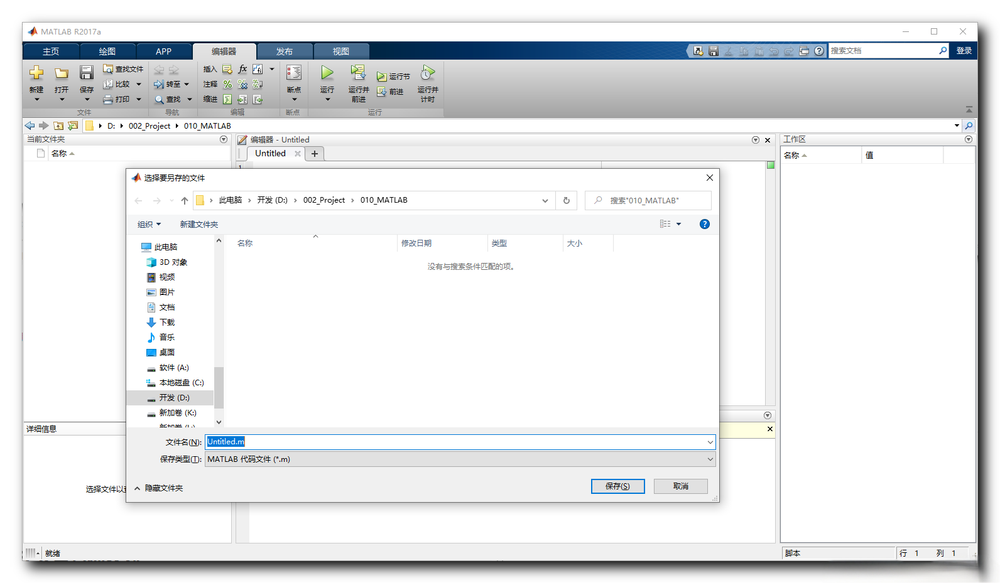 MATLAB R2017a
主页 绘图 APP 编辑器 发布 视图 搜索文档 登录
新建 打开 保存 查找文件 比较 打印 转至 查找 插入 fx 注释 缩进 断点 运行 运行并前进 运行节 前进 运行并计时
文件 导航 编辑 断点 运行
D: 002_Project 010_MATLAB
当前文件夹 编辑器 - Untitled 工作区
名称 Untitled + 名称 值
1
选择要另存的文件
此电脑 开发 (D:) 002_Project 010_MATLAB 搜索"010_MATLAB"
组织 新建文件夹
名称 修改日期 类型 大小
没有与搜索条件匹配的项。
此电脑
3D 对象
视频
图片
文档
下载
音乐
桌面
软件 (A:)
本地磁盘 (C:)
开发 (D:)
新加卷 (K:)
详细信息
文件名(N): Untitled.m
保存类型(T): MATLAB 代码文件 (*.m)
选择文件以
隐藏文件夹 保存(S) 取消
就绪 脚本 行 1 列 1